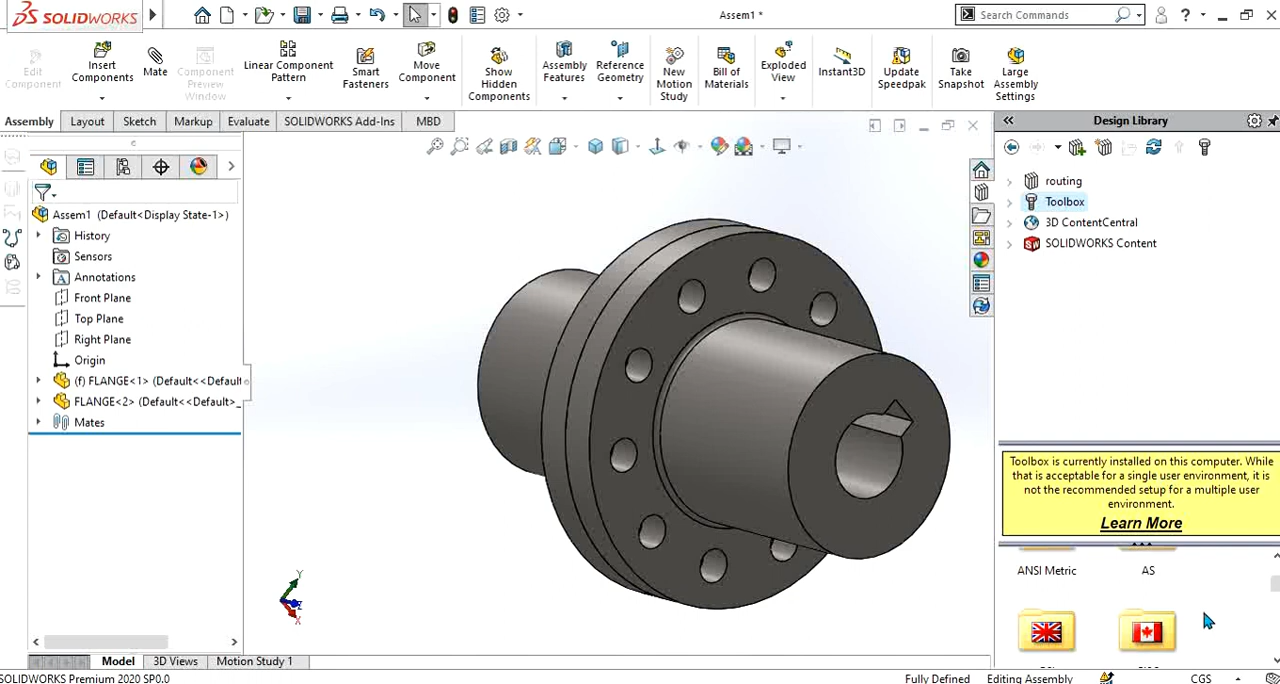 SOLIDWORKS
Assem1 *
Search Commands
Edit Component
Insert Components
Mate
Component Preview Window
Linear Component Pattern
Smart Fasteners
Move Component
Show Hidden Components
Assembly Features
Reference Geometry
New Motion Study
Bill of Materials
Exploded View
Instant3D
Update Speedpak
Take Snapshot
Large Assembly Settings
Assembly
Layout
Sketch
Markup
Evaluate
SOLIDWORKS Add-Ins
MBD
Design Library
Assem1 (Default<Display State-1>)
History
Sensors
Annotations
Front Plane
Top Plane
Right Plane
Origin
(f) FLANGE<1> (Default<<Default
FLANGE<2> (Default<<Default>_
Mates
routing
Toolbox
3D ContentCentral
SOLIDWORKS Content
Toolbox is currently installed on this computer. While
that is acceptable for a single user environment, it is
not the recommended setup for a multiple user
environment.
Learn More
ANSI Metric
AS
Y
Z
X
Model
3D Views
Motion Study 1
SOLIDWORKS Premium 2020 SP0.0
Fully Defined
Editing Assembly
CGS